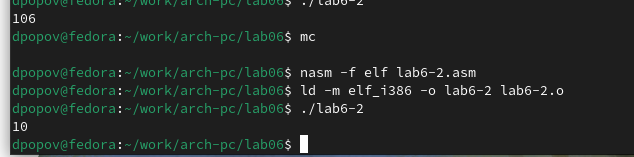 dpopov@fedora:~/work/arch-pc/lab06$ ./lab6-2
106
dpopov@fedora:~/work/arch-pc/lab06$ mc
dpopov@fedora:~/work/arch-pc/lab06$ nasm -f elf lab6-2.asm
dpopov@fedora:~/work/arch-pc/lab06$ ld -m elf_i386 -o lab6-2 lab6-2.o
dpopov@fedora:~/work/arch-pc/lab06$ ./lab6-2
10
dpopov@fedora:~/work/arch-pc/lab06$